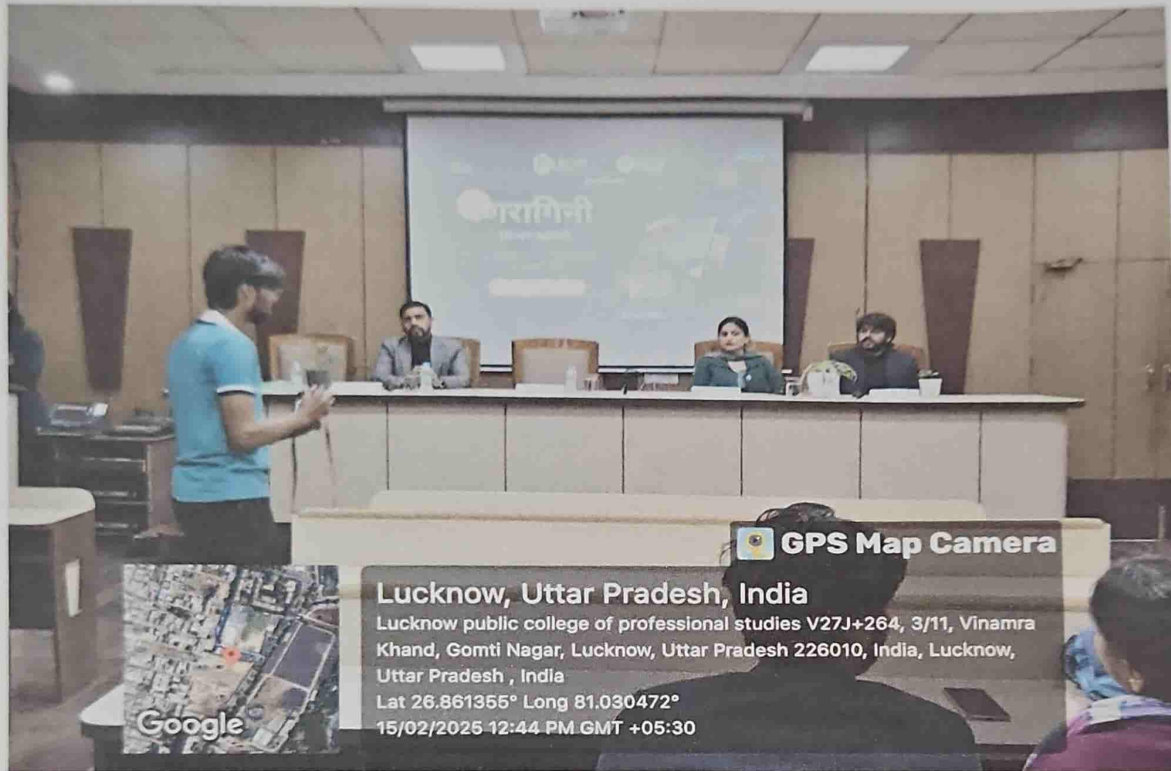 रागिनी
GPS Map Camera
Lucknow, Uttar Pradesh, India
Lucknow public college of professional studies V27J+264, 3/11, Vinamra
Khand, Gomti Nagar, Lucknow, Uttar Pradesh 226010, India, Lucknow,
Uttar Pradesh , India
Lat 26.861355° Long 81.030472°
15/02/2025 12:44 PM GMT +05:30
Google